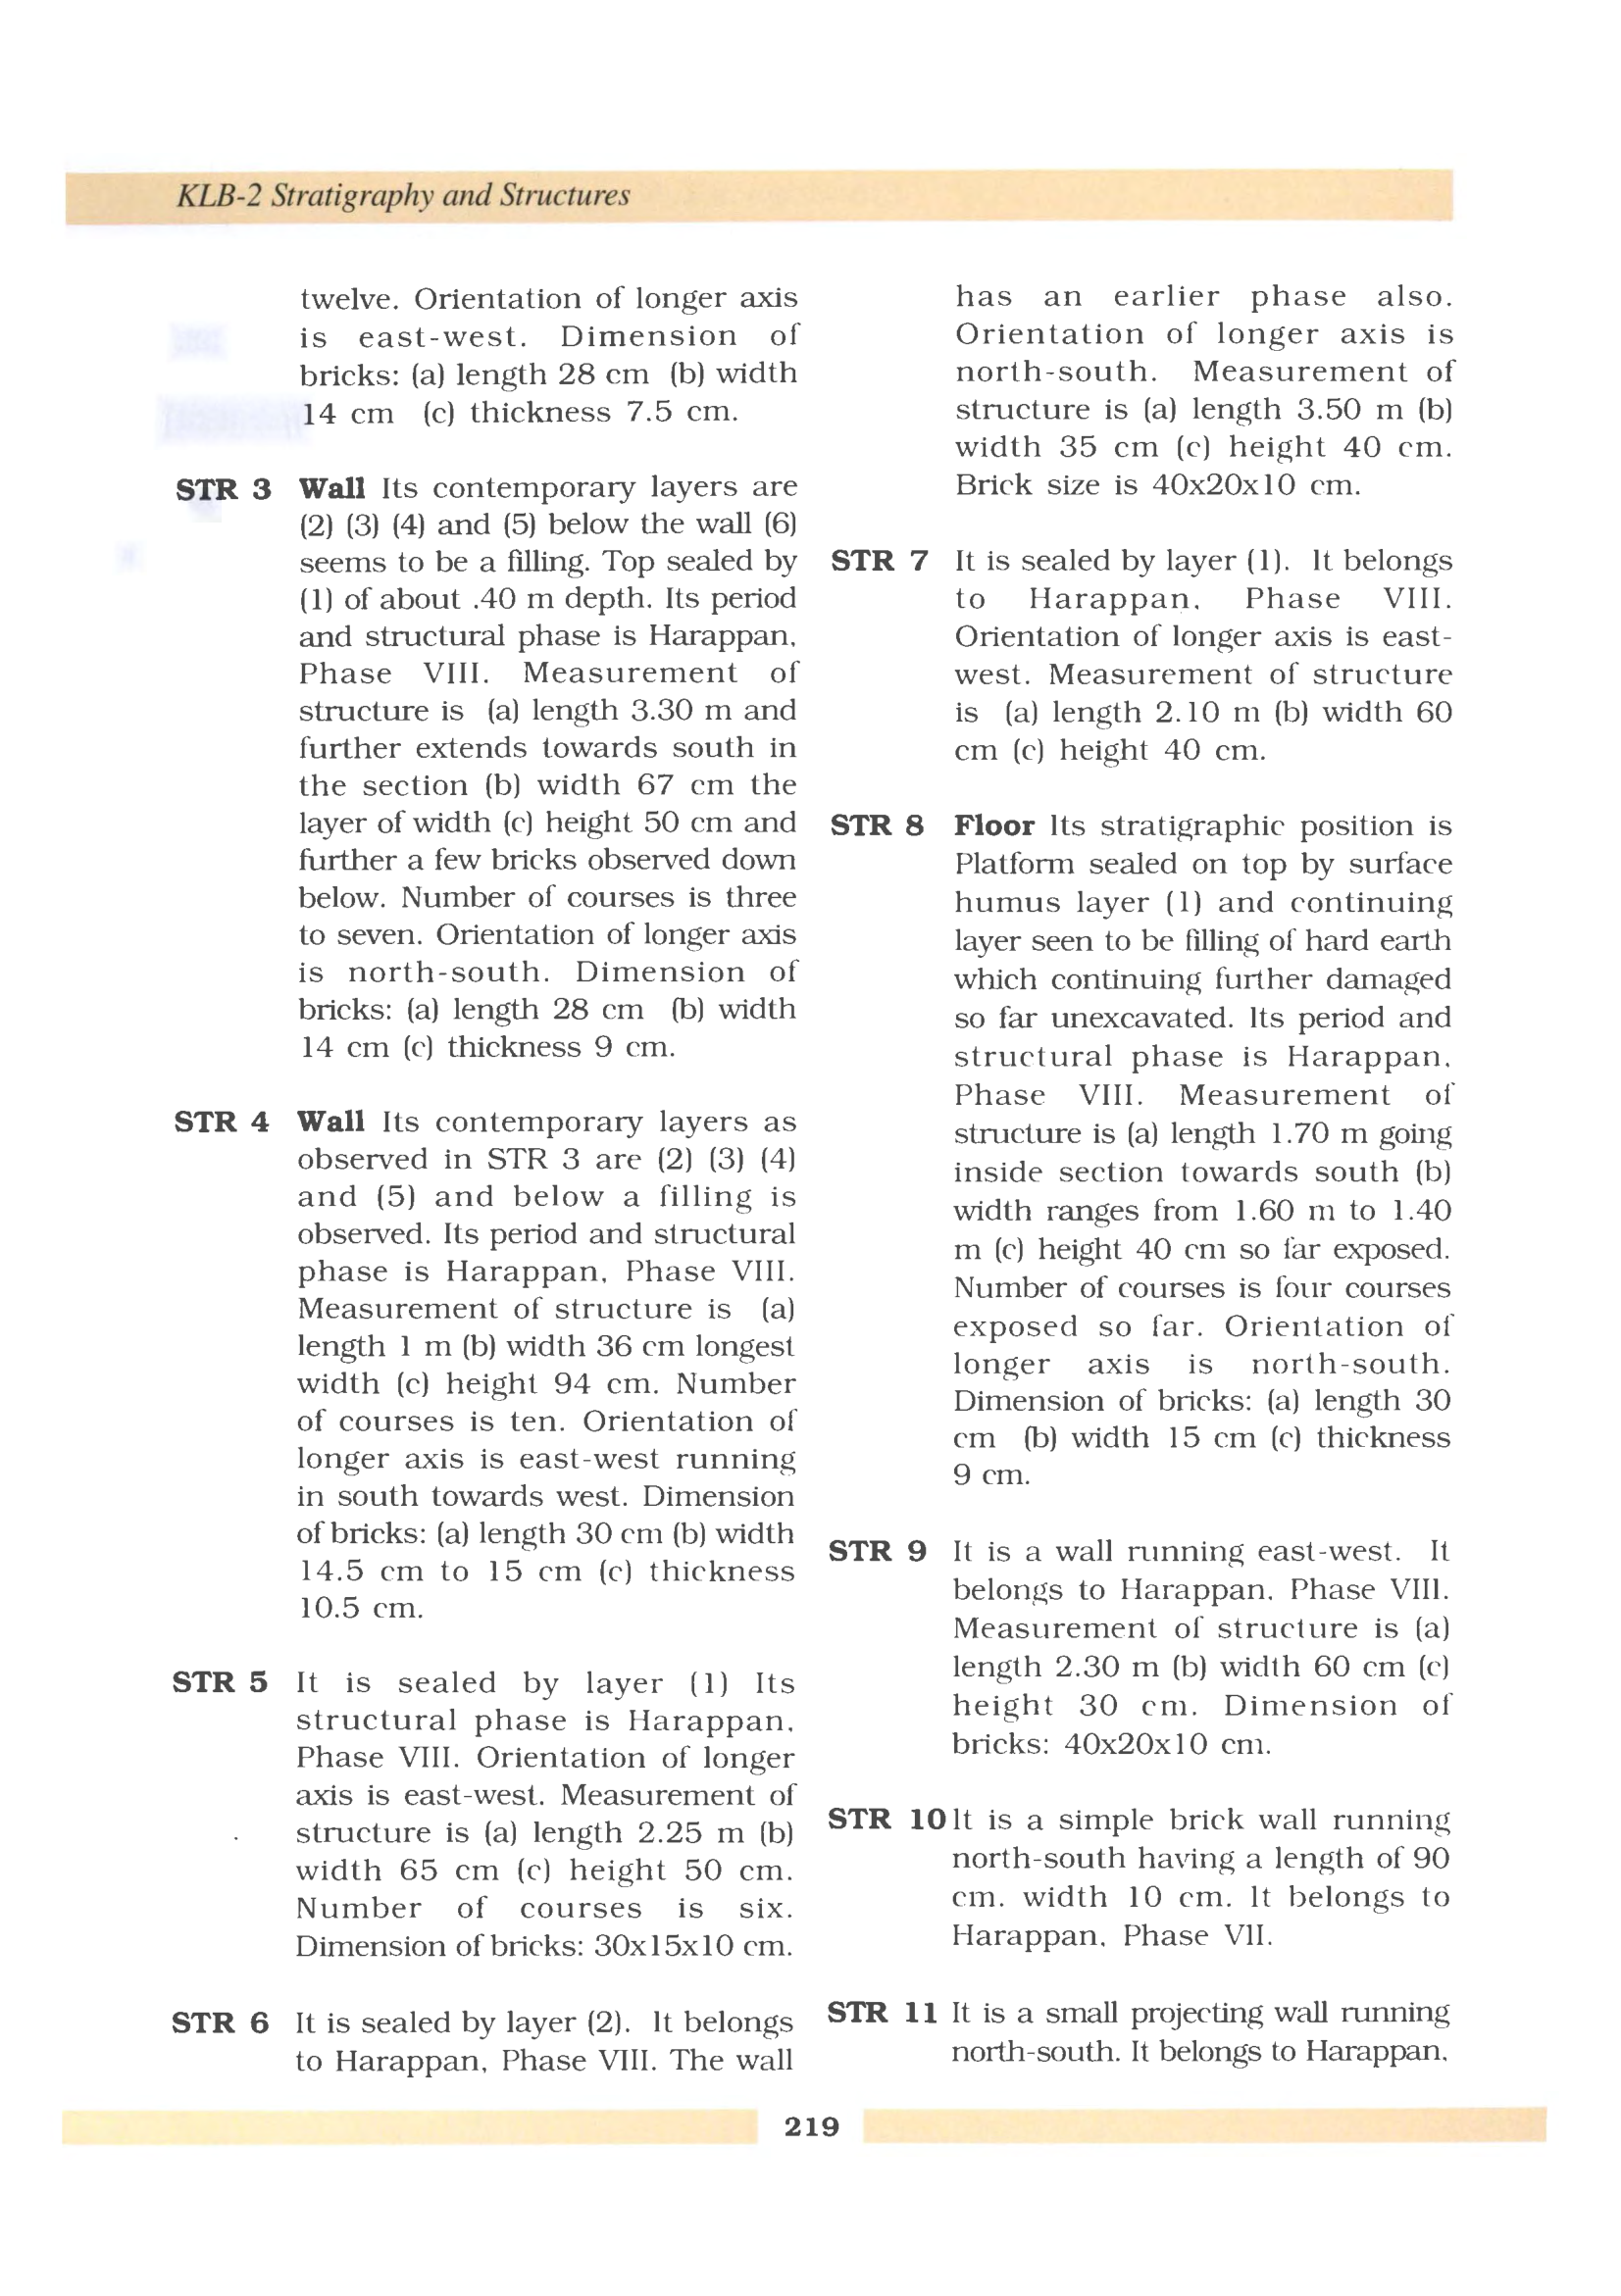 KLB-2 Stratigraphy and Structures
twelve. Orientation of longer axis
is east-west. Dimension of
bricks: (a) length 28 cm (b) width
14 cm (c) thickness 7.5 cm.
STR 3 Wall Its contemporary layers are
(2) (3) (4) and (5) below the wall (6)
seems to be a filling. Top sealed by
(1) of about .40 m depth. Its period
and structural phase is Harappan,
Phase VIII. Measurement of
structure is (a) length 3.30 m and
further extends towards south in
the section (b) width 67 cm the
layer of width (c) height 50 cm and
further a few bricks observed down
below. Number of courses is three
to seven. Orientation of longer axis
is north-south. Dimension of
bricks: (a) length 28 cm (b) width
14 cm (c) thickness 9 cm.
STR 4 Wall Its contemporary layers as
observed in STR 3 are (2) (3) (4)
and (5) and below a filling is
observed. Its period and structural
phase is Harappan, Phase VIII.
Measurement of structure is (a)
length 1 m (b) width 36 cm longest
width (c) height 94 cm. Number
of courses is ten. Orientation of
longer axis is east-west running
in south towards west. Dimension
of bricks: (a) length 30 cm (b) width
14.5 cm to 15 cm (c) thickness
10.5 cm.
STR 5 It is sealed by layer (1) Its
structural phase is Harappan,
Phase VIII. Orientation of longer
axis is east-west. Measurement of
structure is (a) length 2.25 m (b)
width 65 cm (c) height 50 cm.
Number of courses is six.
Dimension of bricks: 30x15x10 cm.
STR 6 It is sealed by layer (2). It belongs
to Harappan, Phase VIII. The wall
has an earlier phase also.
Orientation of longer axis is
north-south. Measurement of
structure is (a) length 3.50 m (b)
width 35 cm (c) height 40 cm.
Brick size is 40x20x10 cm.
STR 7 It is sealed by layer (1). It belongs
to Harappan, Phase VIII.
Orientation of longer axis is east-
west. Measurement of structure
is (a) length 2.10 m (b) width 60
cm (c) height 40 cm.
STR 8 Floor Its stratigraphic position is
Platform sealed on top by surface
humus layer (1) and continuing
layer seen to be filling of hard earth
which continuing further damaged
so far unexcavated. Its period and
structural phase is Harappan,
Phase VIII. Measurement of
structure is (a) length 1.70 m going
inside section towards south (b)
width ranges from 1.60 m to 1.40
m (c) height 40 cm so far exposed.
Number of courses is four courses
exposed so far. Orientation of
longer axis is north-south.
Dimension of bricks: (a) length 30
cm (b) width 15 cm (c) thickness
9 cm.
STR 9 It is a wall running east-west. It
belongs to Harappan, Phase VIII.
Measurement of structure is (a)
length 2.30 m (b) width 60 cm (c)
height 30 cm. Dimension of
bricks: 40x20x10 cm.
STR 10 It is a simple brick wall running
north-south having a length of 90
cm. width 10 cm. It belongs to
Harappan, Phase VII.
STR 11 It is a small projecting wall running
north-south. It belongs to Harappan,
219